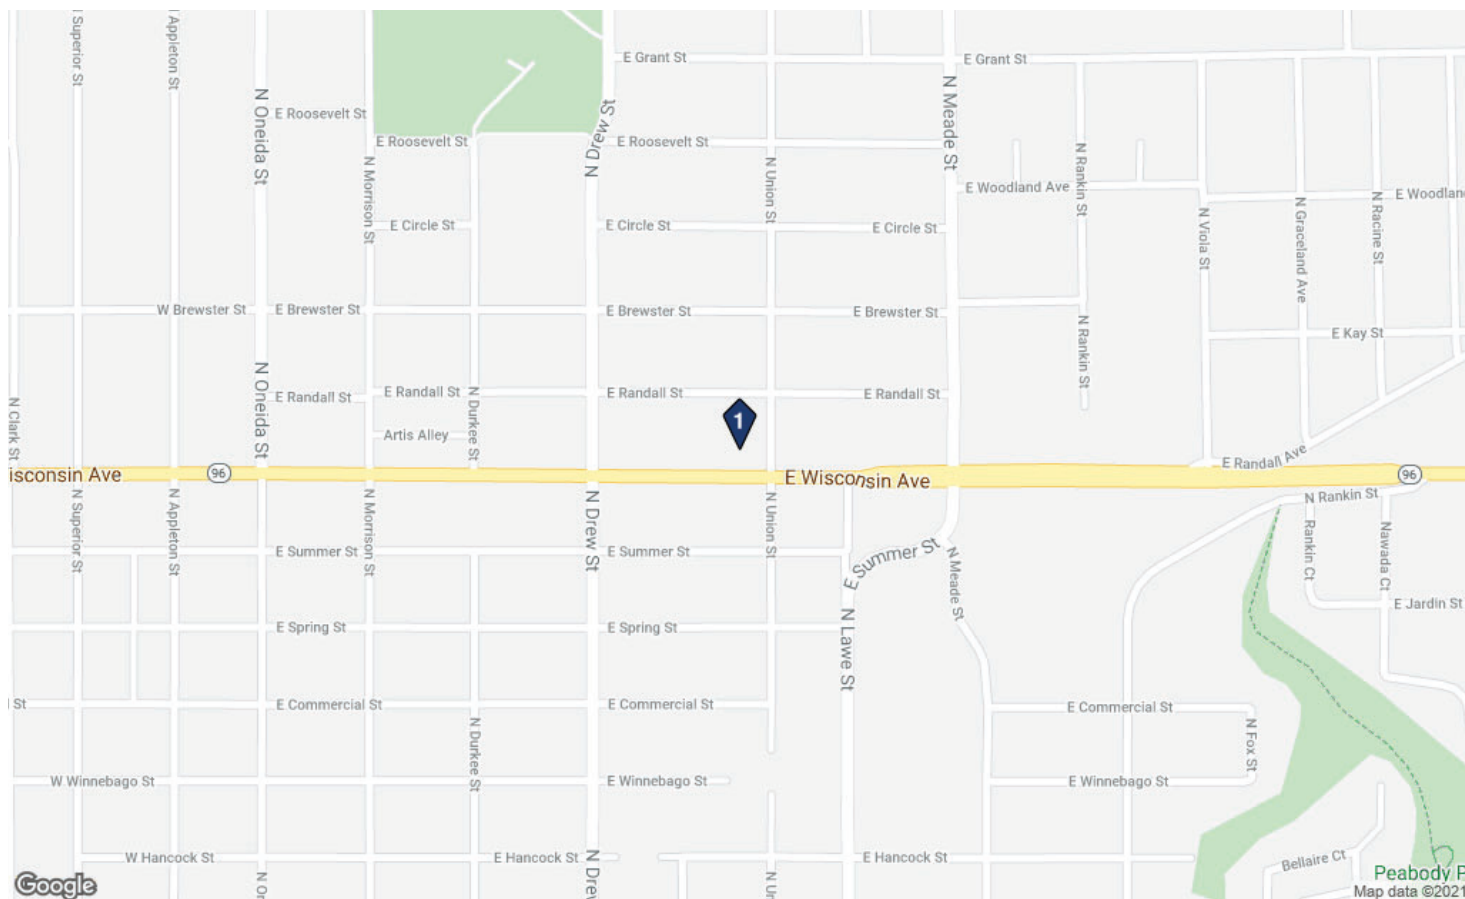 N Superior St
N Appleton St
E Grant St
E Grant St
N Oneida St
E Roosevelt St
N Drew St
N Meade St
E Roosevelt St
E Roosevelt St
N Morrison St
N Union St
N Rankin St
E Woodland Ave
E Woodland
N Viola St
N Graceland Ave
N Racine St
E Circle St
E Circle St
E Circle St
W Brewster St
E Brewster St
E Brewster St
E Brewster St
N Rankin St
E Kay St
N Oneida St
N Clark St
E Randall St
E Randall St
N Durkee St
E Randall St
E Randall St
1
Artis Alley
isconsin Ave
96
E Wisconsin Ave
E Randall Ave
96
N Rankin St
N Superior St
N Appleton St
N Morrison St
N Drew St
N Union St
Rankin Ct
Nawada Ct
E Summer St
E Summer St
E Summer St
N Meade St
E Jardin St
E Spring St
E Spring St
N Lawe St
St
E Commercial St
E Commercial St
E Commercial St
N Durkee St
N Fox St
W Winnebago St
E Winnebago St
E Winnebago St
W Hancock St
E Hancock St
E Hancock St
Bellaire Ct
N Or
N Drew
N Un
Peabody P
Google
Map data ©2021